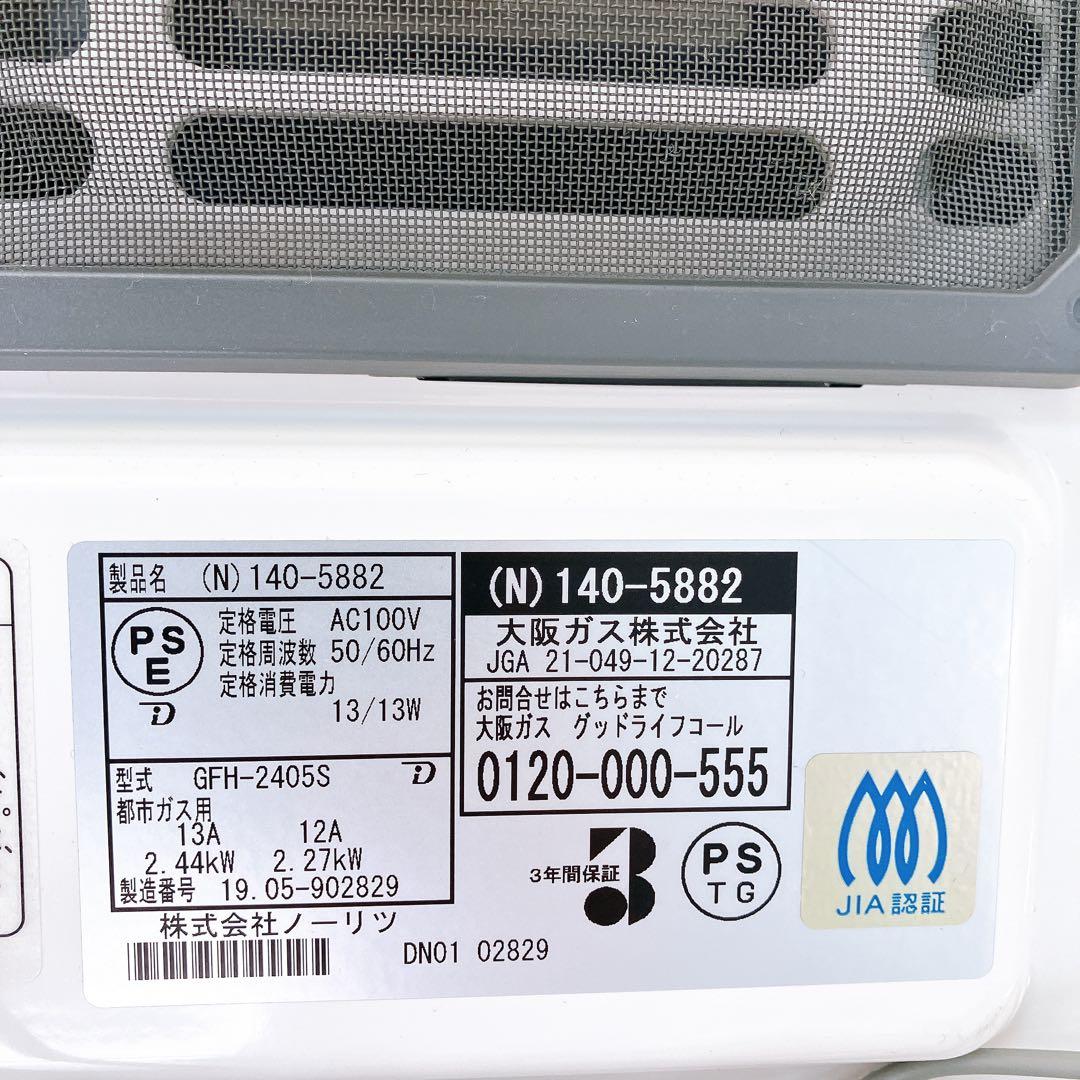 製品名 (N)140-5882
PS
E
定格電圧 AC100V
定格周波数 50/60Hz
定格消費電力
13/13W
型式 GFH-2405S
都市ガス用
13A 12A
2.44kW 2.27kW
製造番号 19.05-902829
株式会社ノーリツ
DN01 02829
(N)140-5882
大阪ガス株式会社
JGA 21-049-12-20287
お問合せはこちらまで
大阪ガス グッドライフコール
0120-000-555
3年間保証
PS
TG
JIA認証